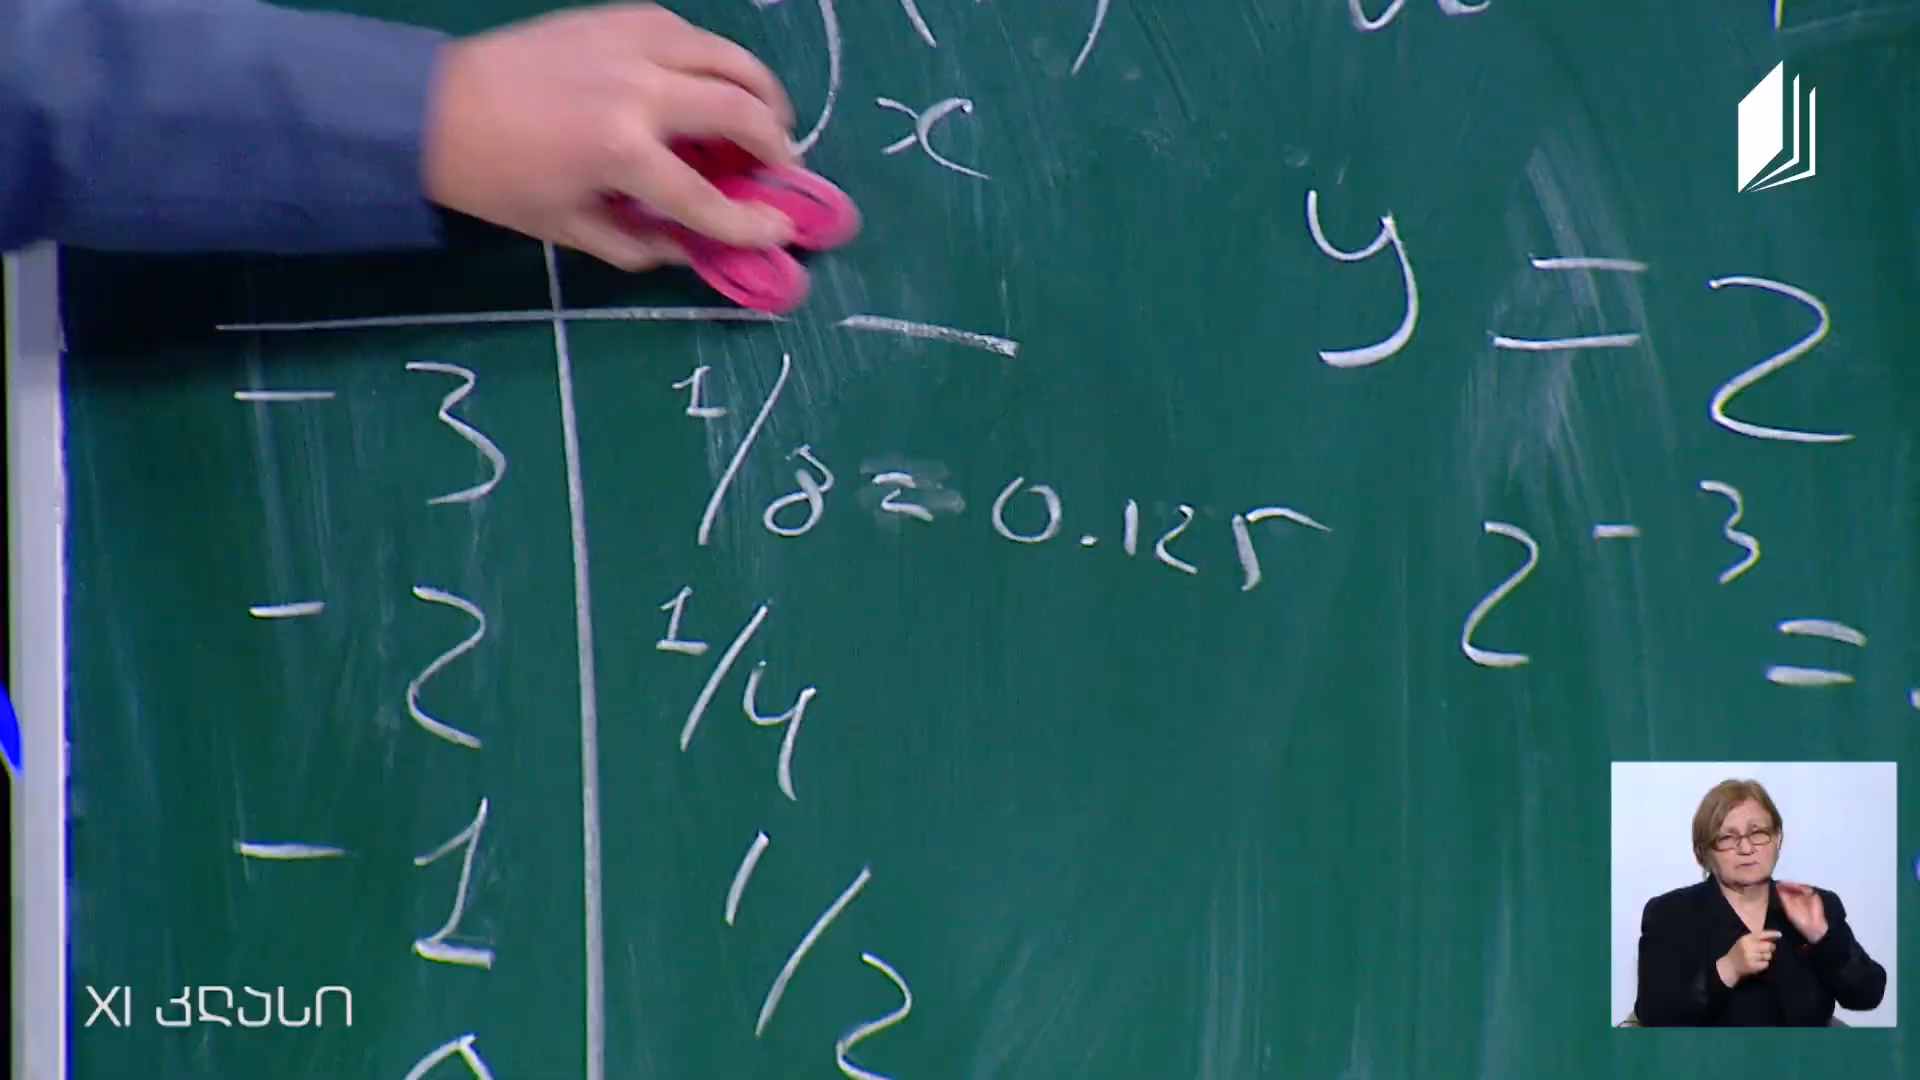 x
y = 2
- 3 1/8 = 0.125
2⁻³ =
- 2 1/4
- 1 1/2
XI კლასი